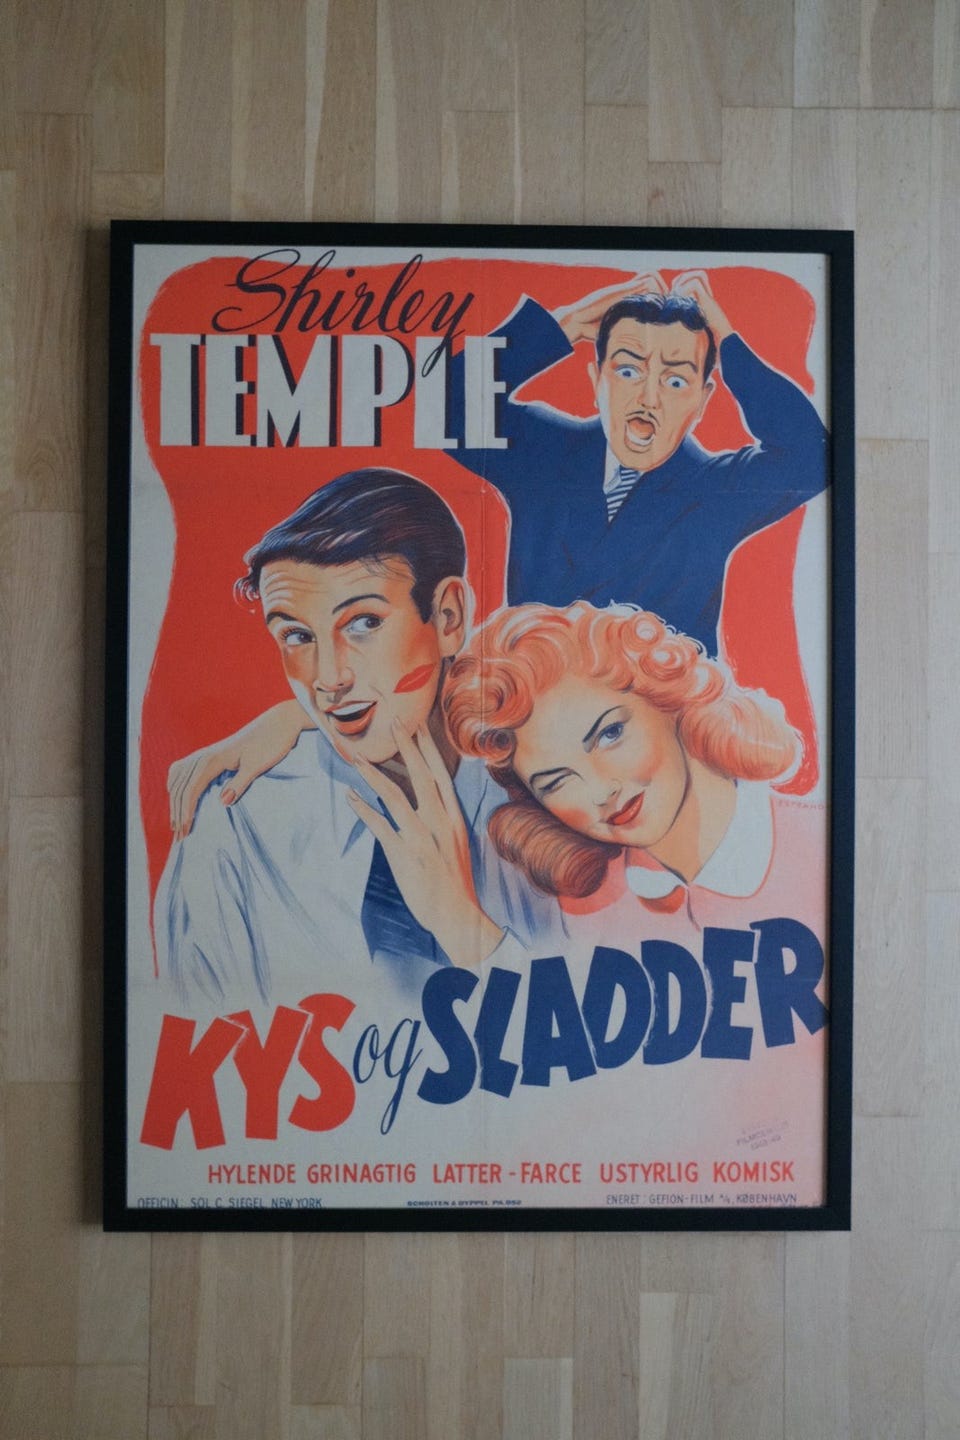 Shirley
TEMPLE
KYS og SLADDER
HYLENDE GRINAGTIG LATTER-FARCE USTYRLIG KOMISK
OFFICIN: SOL C. SIEGEL, NEW YORK.
ENERET: GEFION-FILM A/S, KØBENHAVN